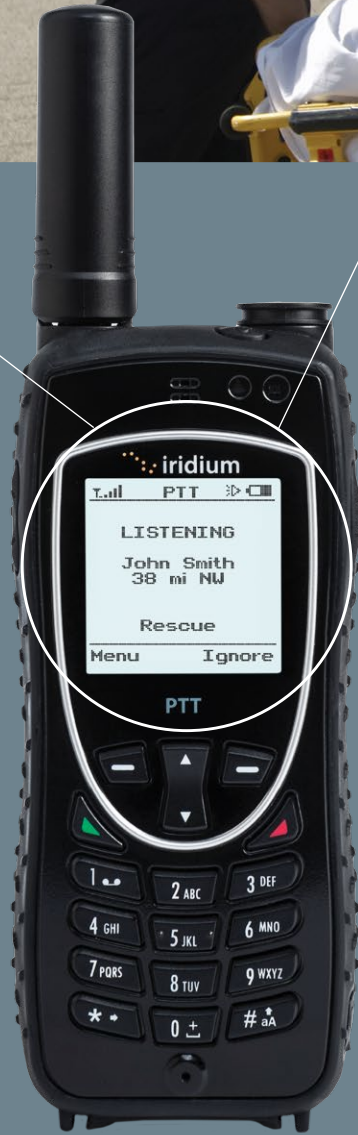 iridium
PTT
LISTENING
John Smith
38 mi NW
Rescue
Menu Ignore
PTT
1
2 ABC 3 DEF
4 GHI 5 JKL 6 MNO
7 PQRS 8 TUV 9 WXYZ
* 0 # aA